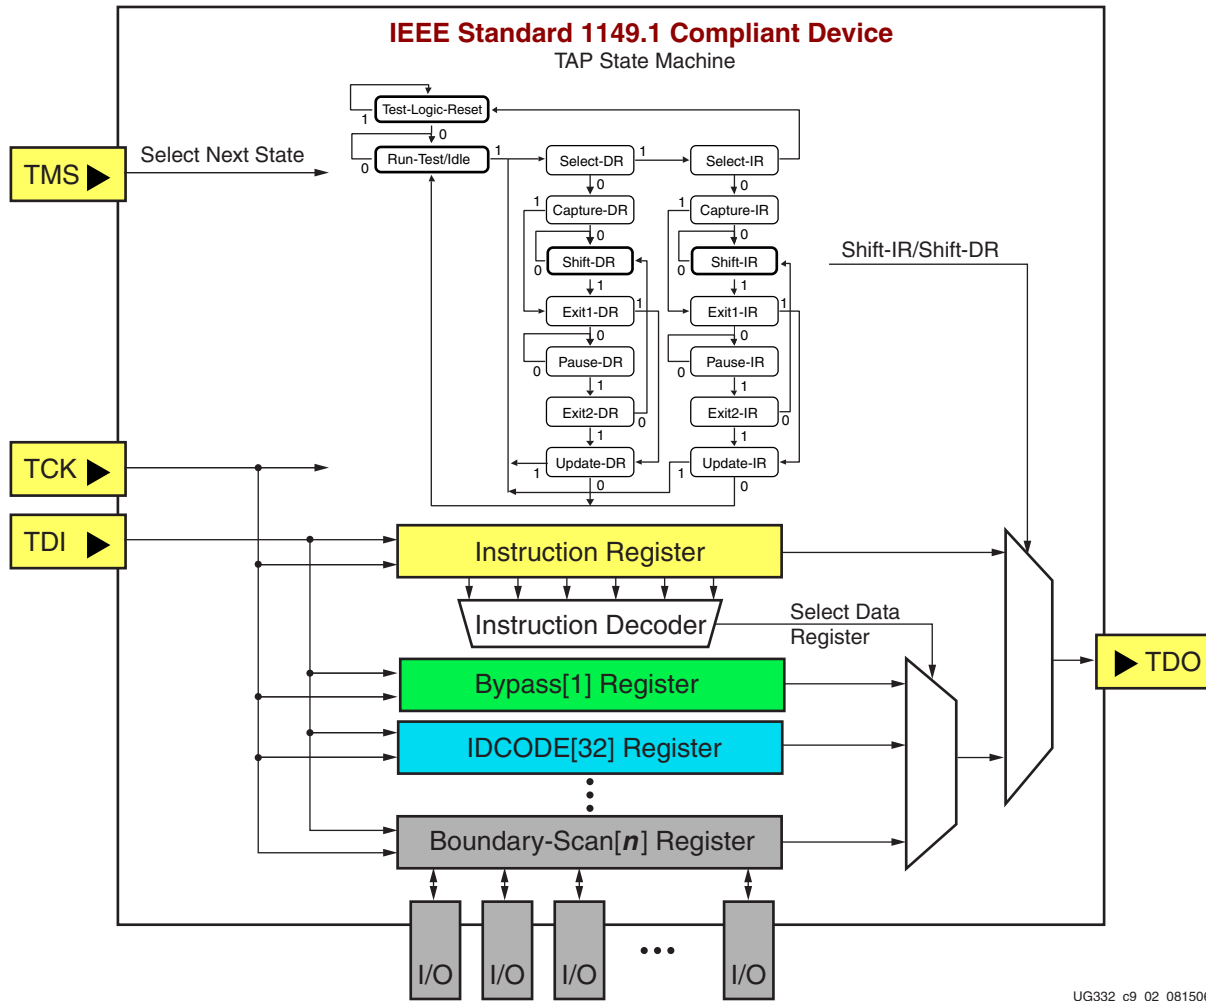 IEEE Standard 1149.1 Compliant Device
TAP State Machine
Test-Logic-Reset
1
0
Run-Test/Idle
0
1
Select-DR
1
0
Select-IR
0
1
Capture-DR
0
1
Capture-IR
0
Shift-DR
0
1
Shift-IR
0
1
Exit1-DR
1
0
Exit1-IR
1
0
Pause-DR
0
1
Pause-IR
0
1
Exit2-DR
0
1
Exit2-IR
0
1
Update-DR
1
0
Update-IR
1
0
TMS
Select Next State
Shift-IR/Shift-DR
TCK
TDI
Instruction Register
Instruction Decoder
Select Data
Register
Bypass[1] Register
TDO
IDCODE[32] Register
Boundary-Scan[n] Register
I/O
I/O
I/O
I/O
UG332_c9_02_081506